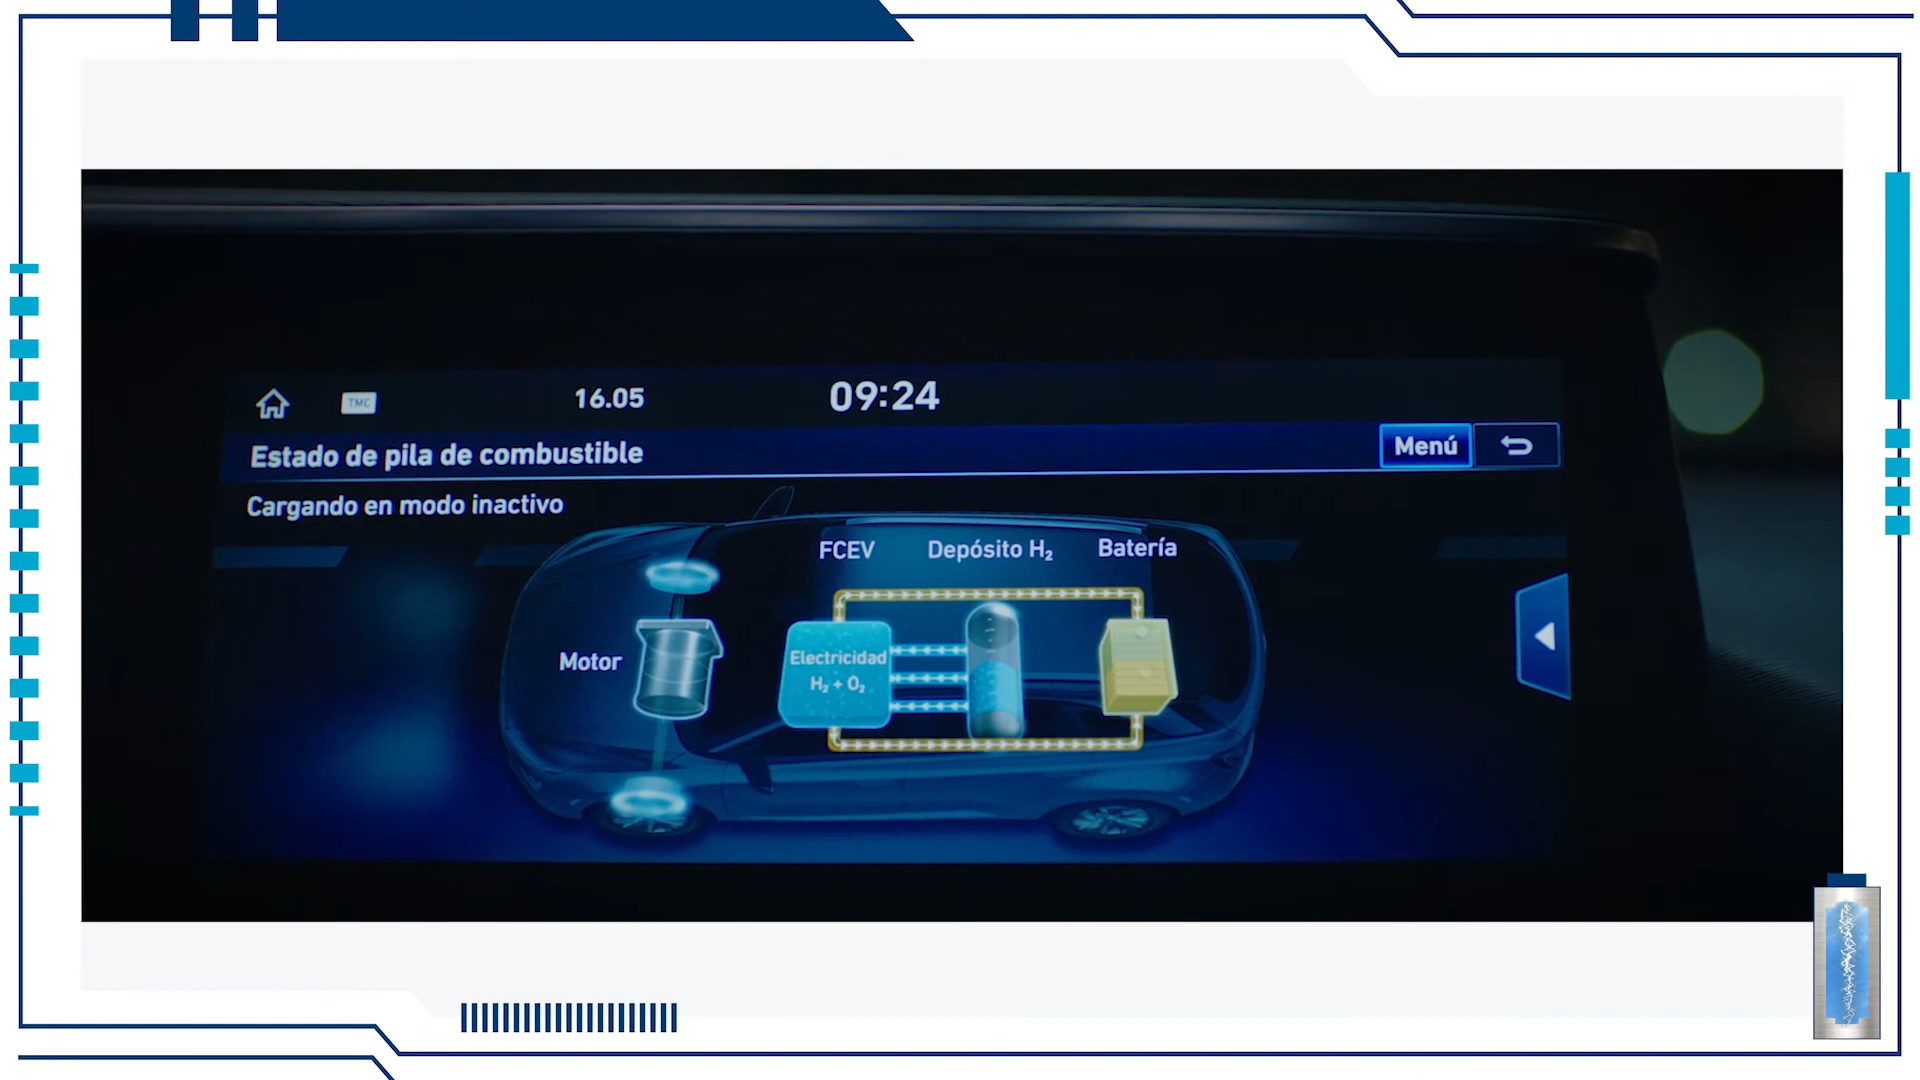 TMC
16.05
09:24
Estado de pila de combustible
Menú
Cargando en modo inactivo
FCEV
Depósito H₂
Batería
Motor
Electricidad
H₂ + O₂